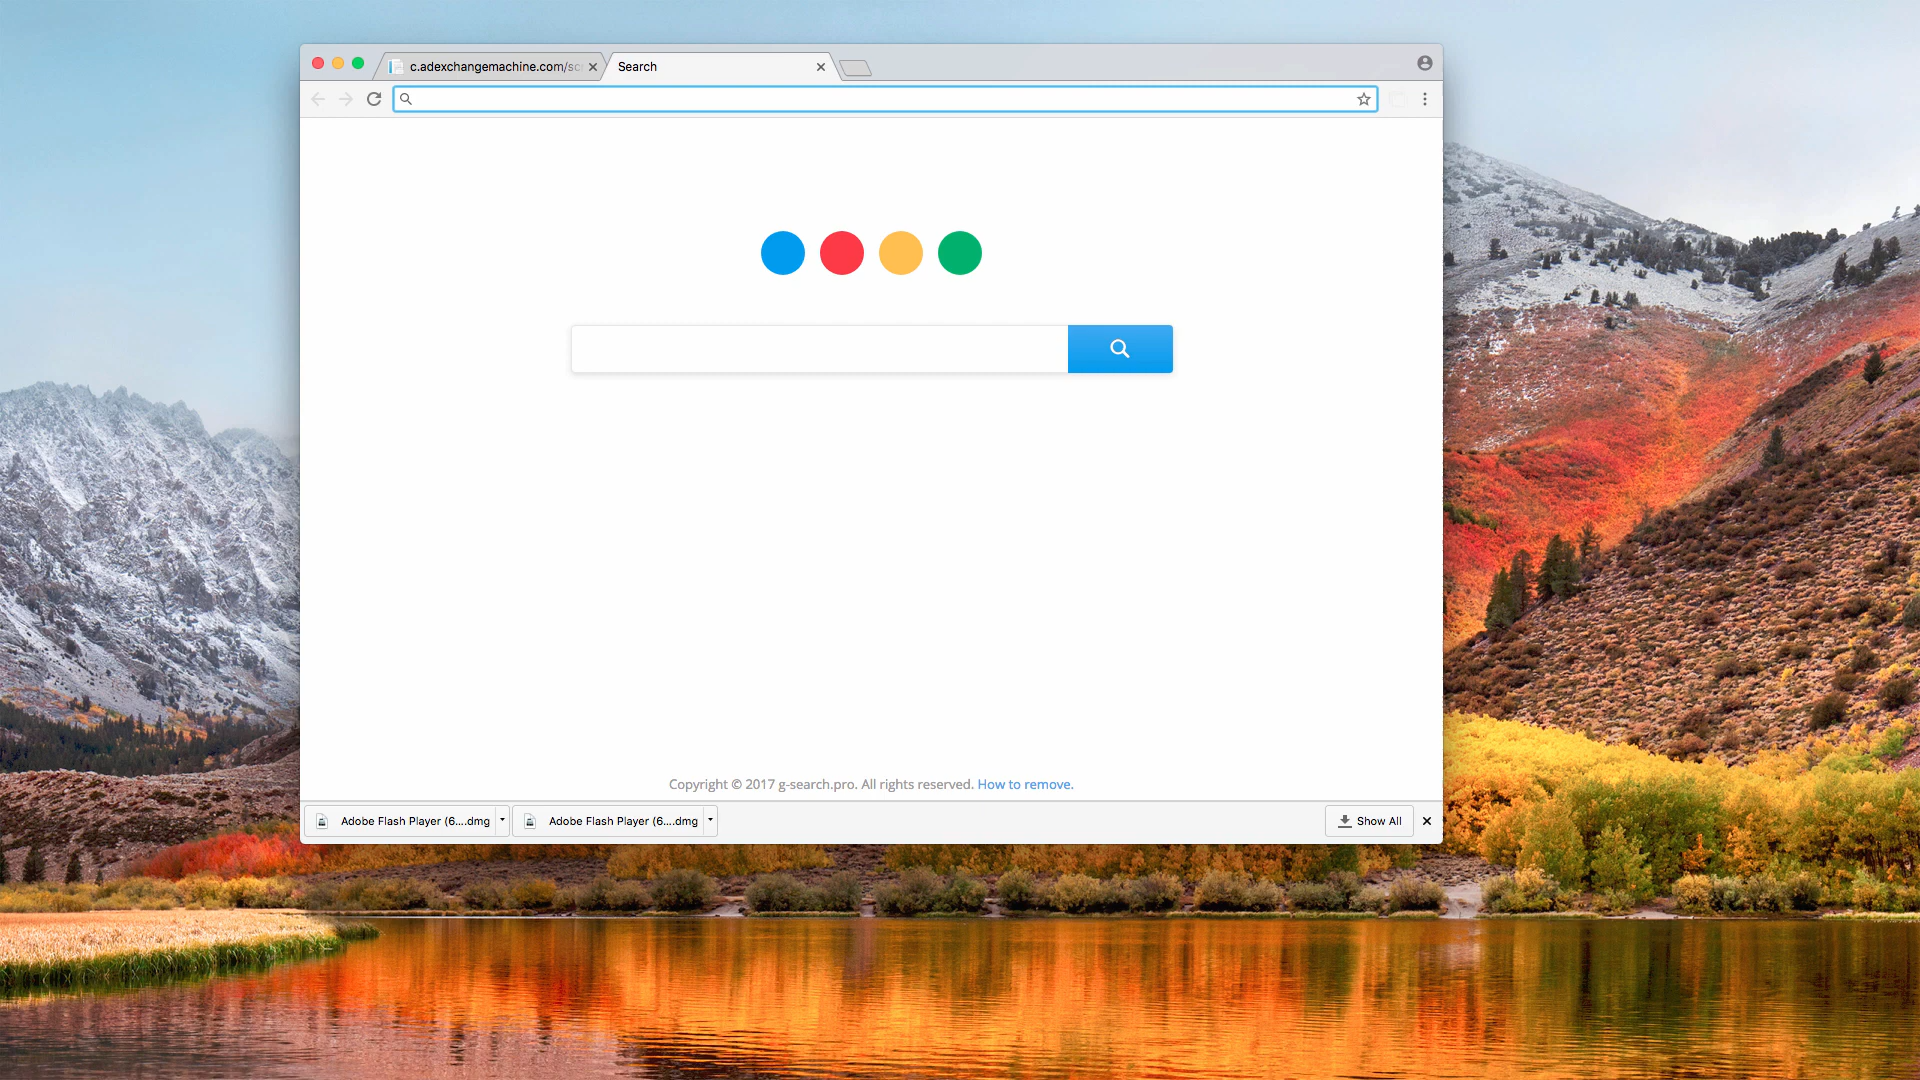 c.adexchangemachine.com/sc
Search
Copyright © 2017 g-search.pro. All rights reserved. How to remove.
Adobe Flash Player (6....dmg
Adobe Flash Player (6....dmg
Show All